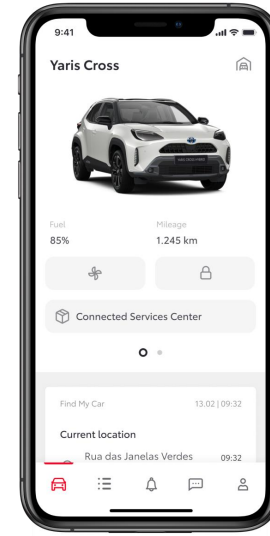 9:41
Yaris Cross
Fuel Mileage
85% 1.245 km
Connected Services Center
Find My Car 13.02 | 09:32
Current location
Rua das Janelas Verdes 09:32